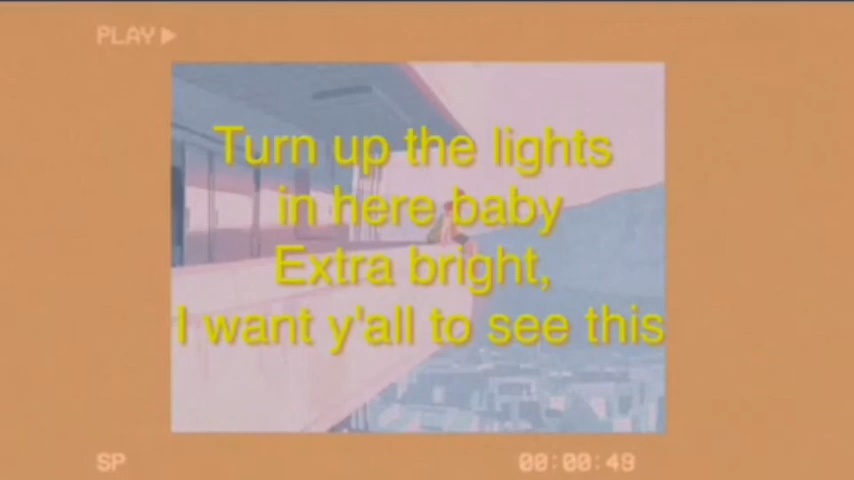 PLAY▶
Turn up the lights
in here baby
Extra bright,
I want y'all to see this
SP
00:00:49